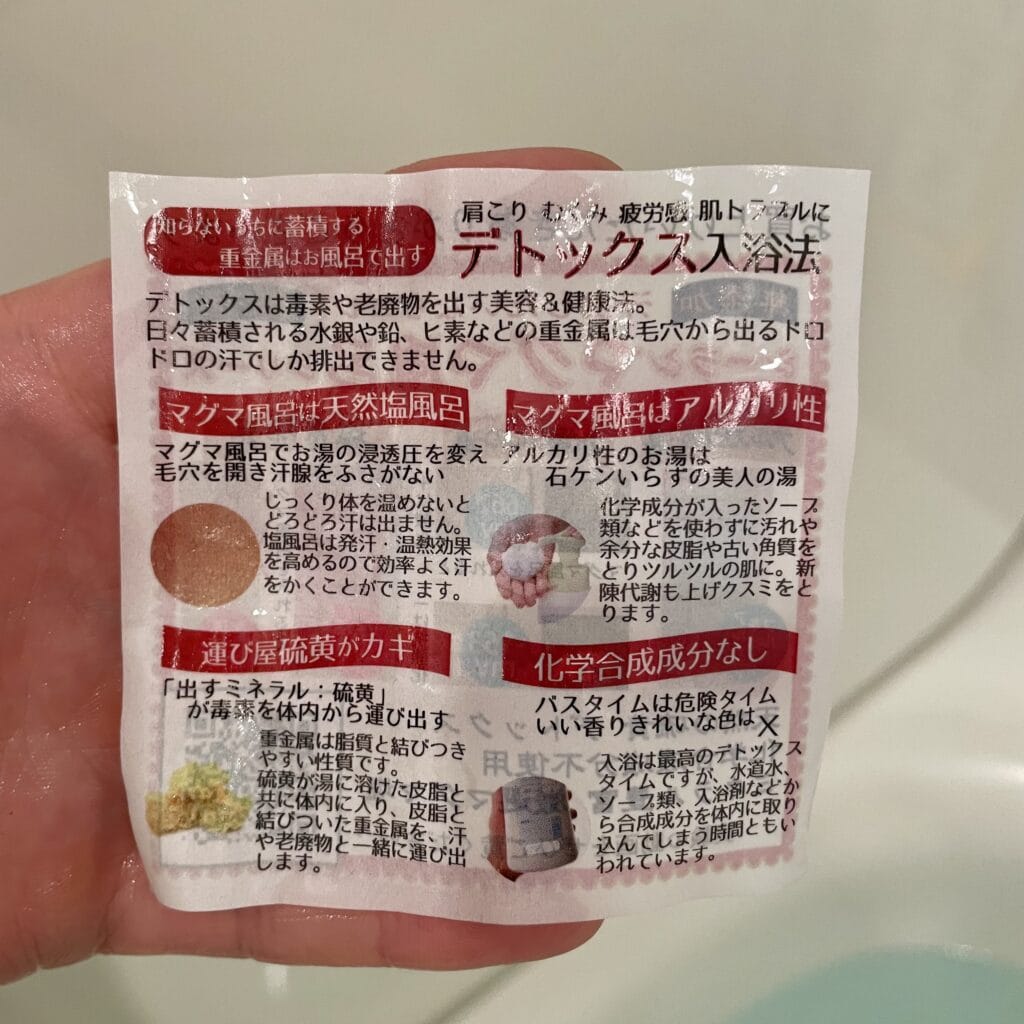 知らないうちに蓄積する
重金属はお風呂で出す
肩こり むくみ 疲労感 肌トラブルに
デトックス入浴法
デトックスは毒素や老廃物を出す美容&健康法。
日々蓄積される水銀や鉛、ヒ素などの重金属は毛穴から出るドロ
ドロの汗でしか排出できません。
マグマ風呂は天然塩風呂
マグマ風呂でお湯の浸透圧を変え
毛穴を開き汗腺をふさがない
じっくり体を温めないと
どろどろ汗は出ません。
塩風呂は発汗・温熱効果
を高めるので効率よく汗
をかくことができます。
マグマ風呂はアルカリ性
アルカリ性のお湯は
石ケンいらずの美人の湯
化学成分が入ったソープ
類などを使わずに汚れや
余分な皮脂や古い角質を
とりツルツルの肌に。新
陳代謝も上げクスミをと
ります。
運び屋硫黄がカギ
「出すミネラル:硫黄」
が毒素を体内から運び出す
重金属は脂質と結びつき
やすい性質です。
硫黄が湯に溶けた皮脂と
共に体内に入り、皮脂と
結びついた重金属を、汗
や老廃物と一緒に運び出
します。
化学合成成分なし
バスタイムは危険タイム
いい香りきれいな色は×
入浴は最高のデトックス
タイムですが、水道水、
ソープ類、入浴剤などか
ら合成成分を体内に取り
込んでしまう時間ともい
われています。